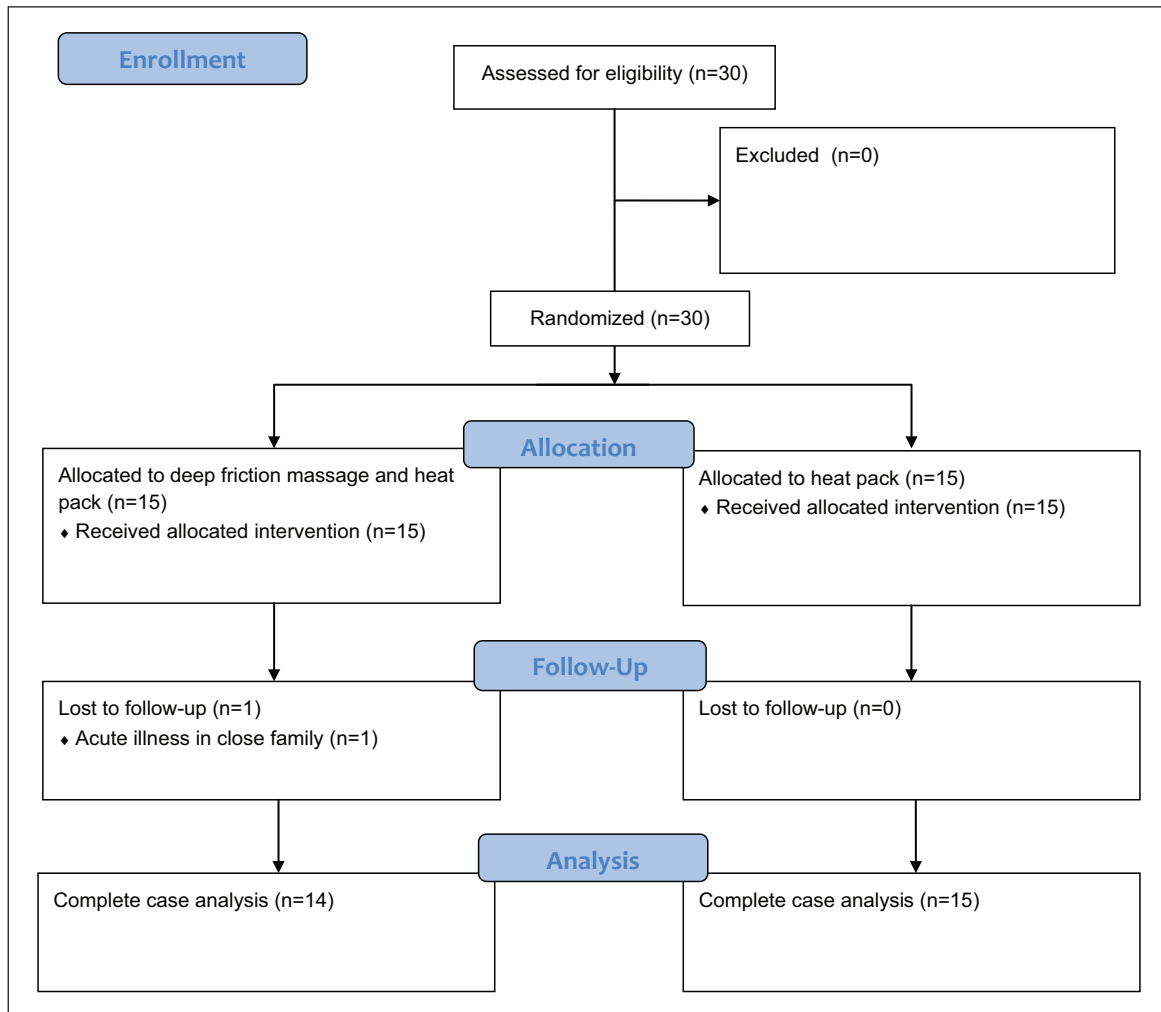 Enrollment
Assessed for eligibility (n=30)
Excluded (n=0)
Randomized (n=30)
Allocation
Allocated to deep friction massage and heat
pack (n=15)
♦ Received allocated intervention (n=15)
Allocated to heat pack (n=15)
♦ Received allocated intervention (n=15)
Follow-Up
Lost to follow-up (n=1)
♦ Acute illness in close family (n=1)
Lost to follow-up (n=0)
Analysis
Complete case analysis (n=14)
Complete case analysis (n=15)